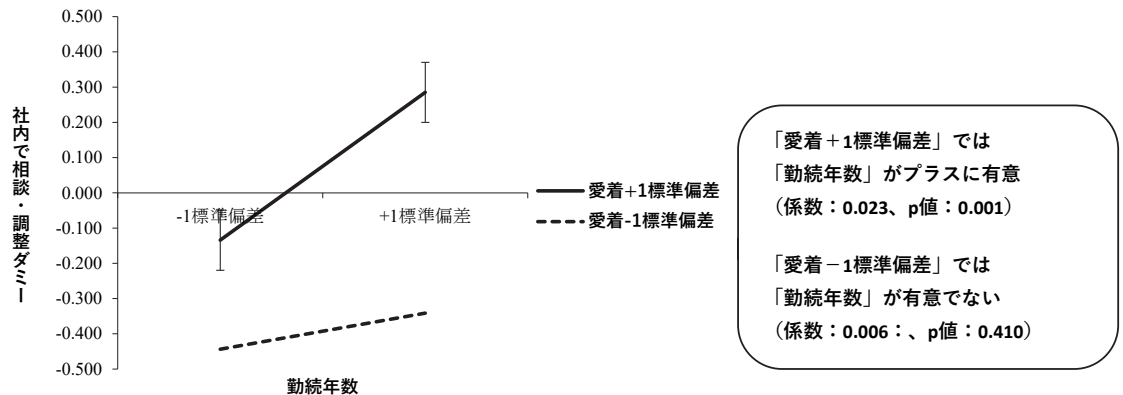 0.500
0.400
0.300
0.200
0.100
0.000
-0.100
-0.200
-0.300
-0.400
-0.500
社内で相談・調整ダミー
-1標準偏差
+1標準偏差
勤続年数
愛着+1標準偏差
愛着-1標準偏差
「愛着＋1標準偏差」では
「勤続年数」がプラスに有意
（係数：0.023、p値：0.001）
「愛着－1標準偏差」では
「勤続年数」が有意でない
（係数：0.006：、p値：0.410）